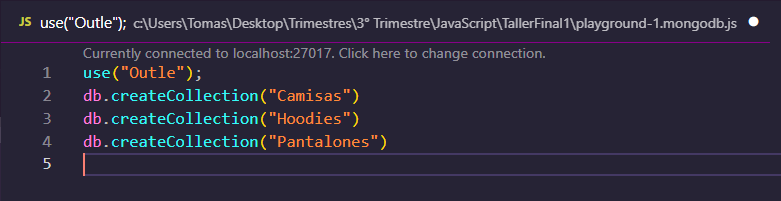 JS use("Outle"); c:\Users\Tomas\Desktop\Trimestres\3° Trimestre\JavaScript\TallerFinal1\playground-1.mongodb.js
Currently connected to localhost:27017. Click here to change connection.
1 use("Outle");
2 db.createCollection("Camisas")
3 db.createCollection("Hoodies")
4 db.createCollection("Pantalones")
5